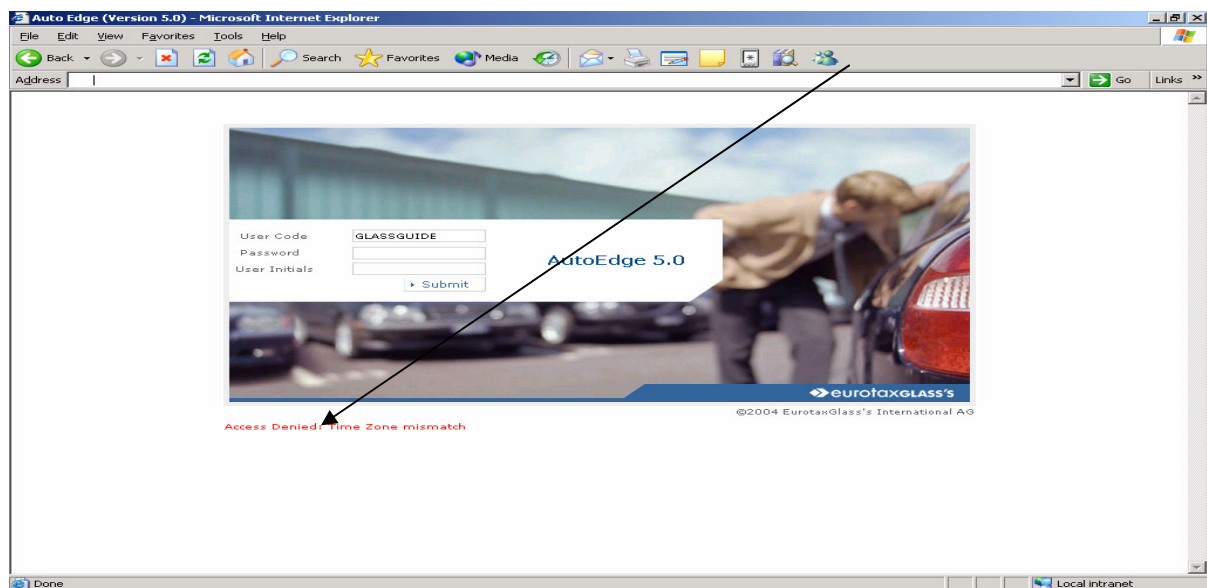 Auto Edge (Version 5.0) - Microsoft Internet Explorer
File Edit View Favorites Tools Help
Back Search Favorites Media
Address Go Links »
User Code GLASSGUIDE
Password
User Initials
Submit
AutoEdge 5.0
eurotaxGLASS'S
©2004 EurotaxGlass's International AG
Access Denied: Time Zone mismatch
Done Local intranet